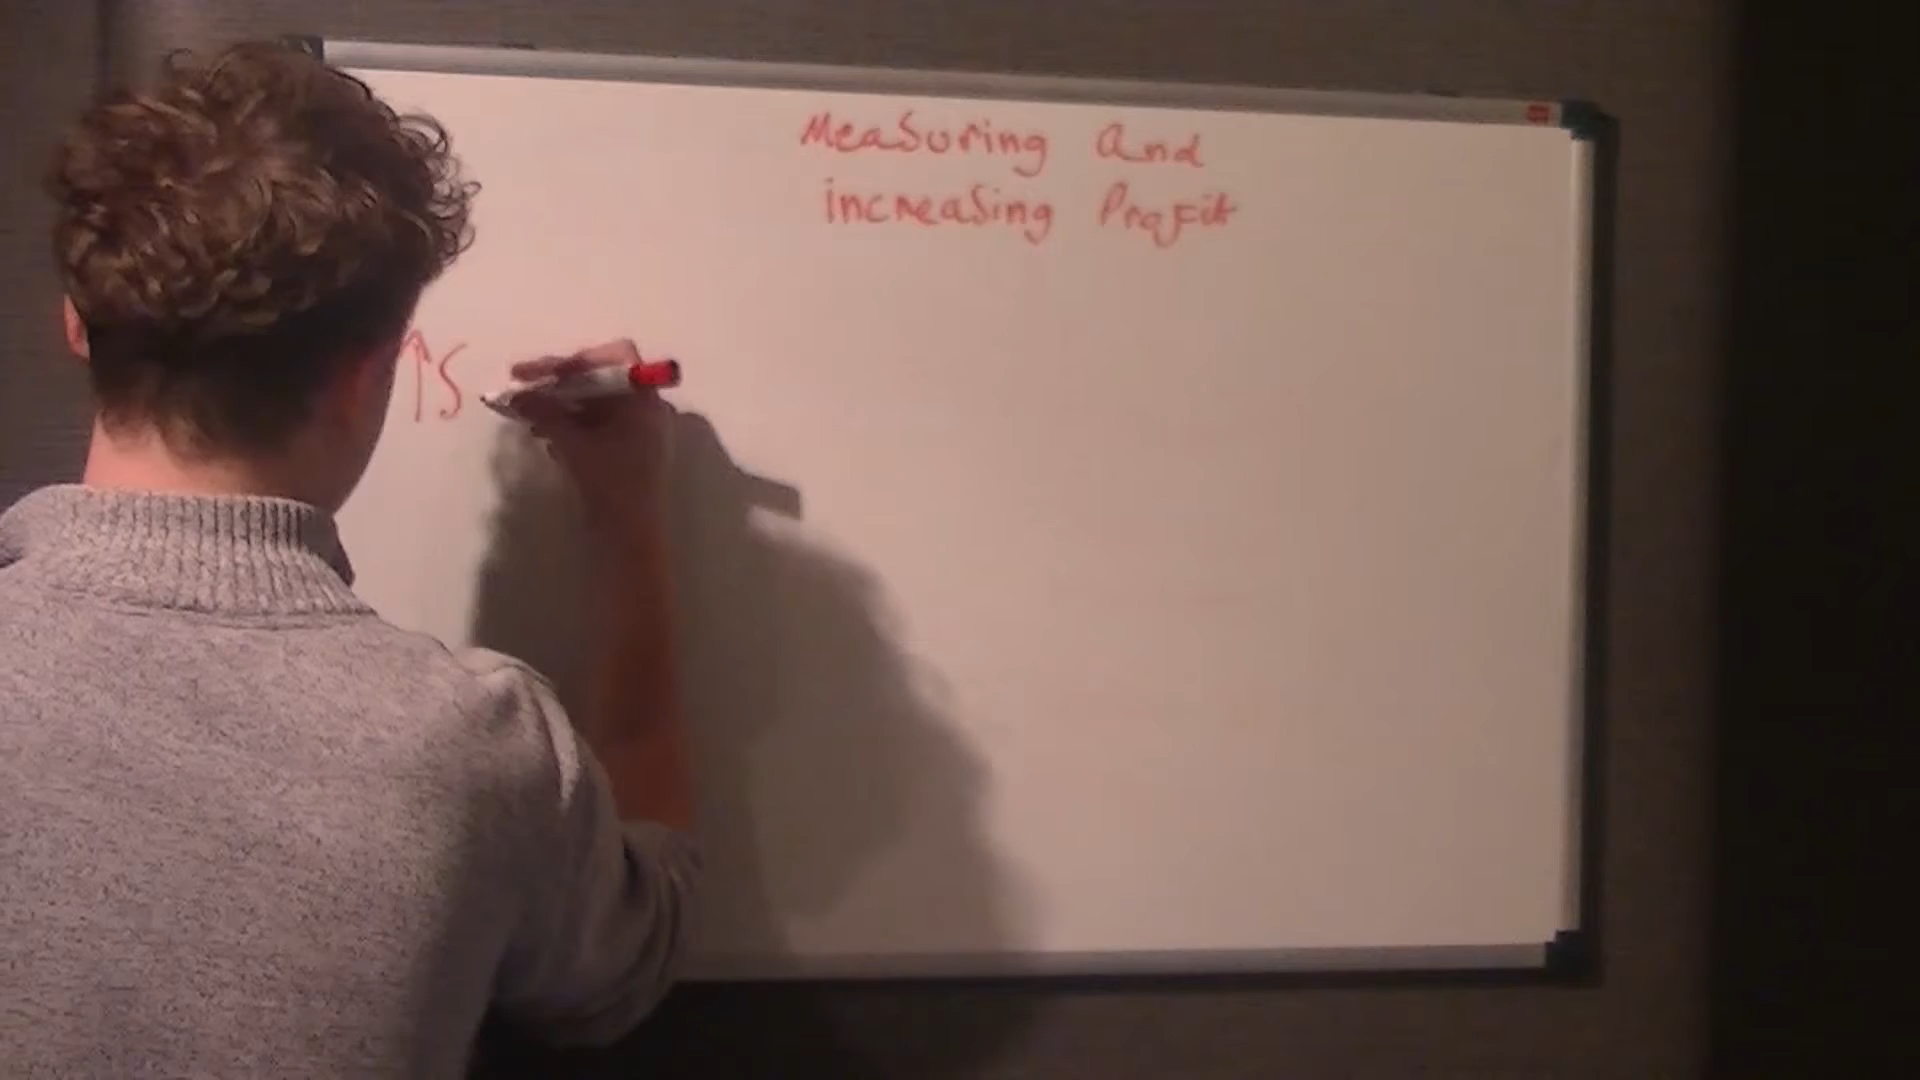 Measuring and
increasing Profit
↑S